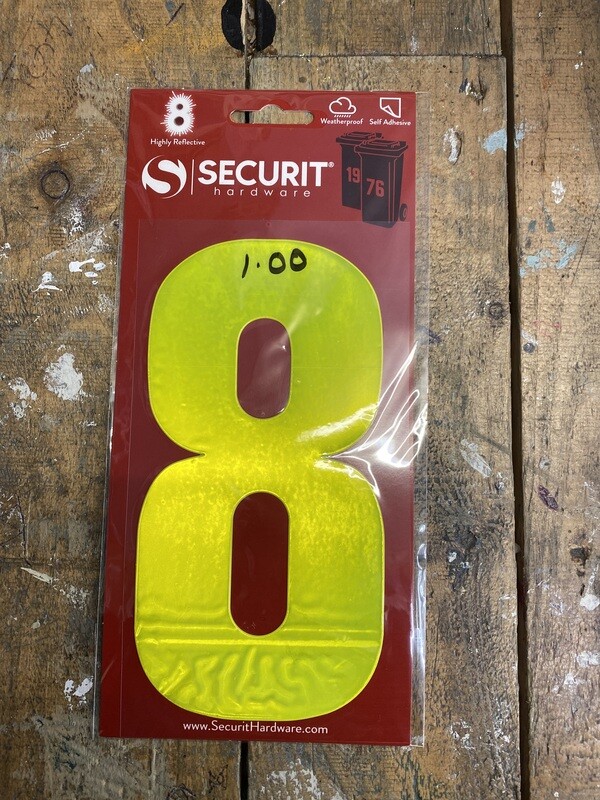 8
Highly Reflective
Weatherproof
Self Adhesive
SECURIT®
hardware
19
76
1.00
8
www.SecuritHardware.com